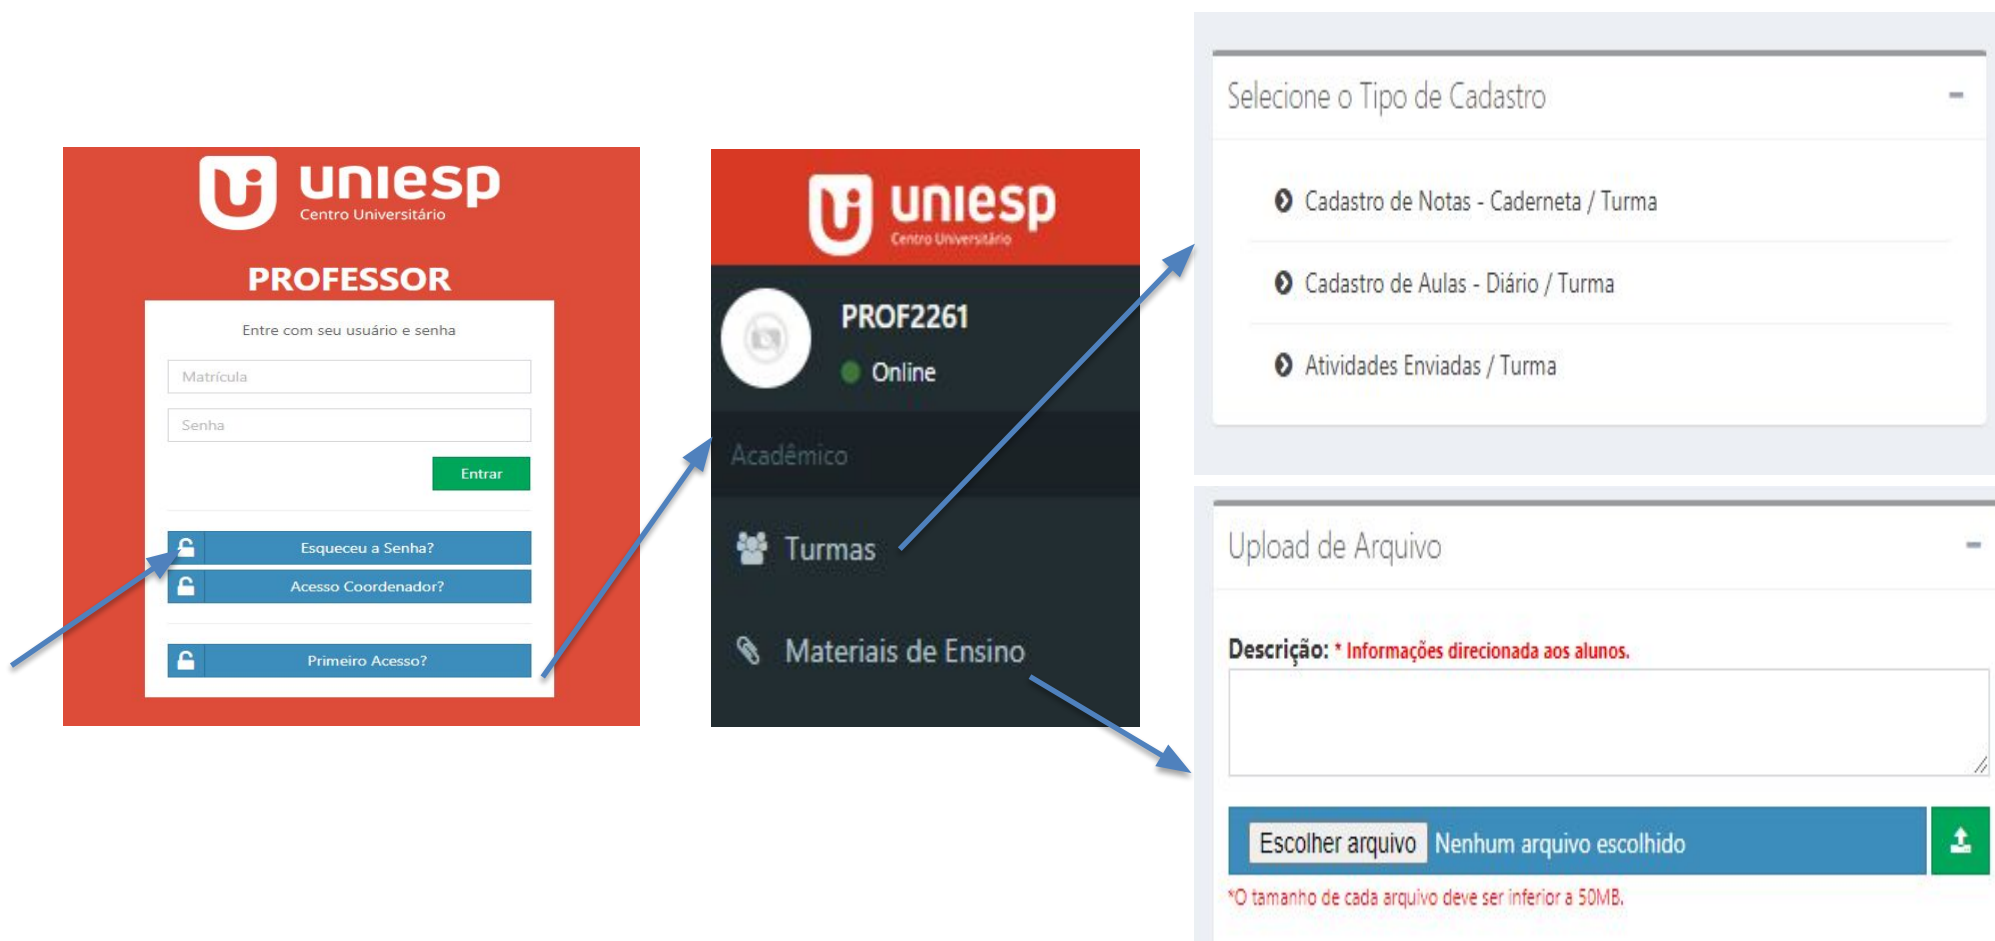 uniesp
Centro Universitário
PROFESSOR
Entre com seu usuário e senha
Matrícula
Senha
Entrar
Esqueceu a Senha?
Acesso Coordenador?
Primeiro Acesso?
uniesp
Centro Universitário
PROF2261
Online
Acadêmico
Turmas
Materiais de Ensino
Selecione o Tipo de Cadastro
Cadastro de Notas - Caderneta / Turma
Cadastro de Aulas - Diário / Turma
Atividades Enviadas / Turma
Upload de Arquivo
Descrição: * Informações direcionada aos alunos.
Escolher arquivo Nenhum arquivo escolhido
*O tamanho de cada arquivo deve ser inferior a 50MB.